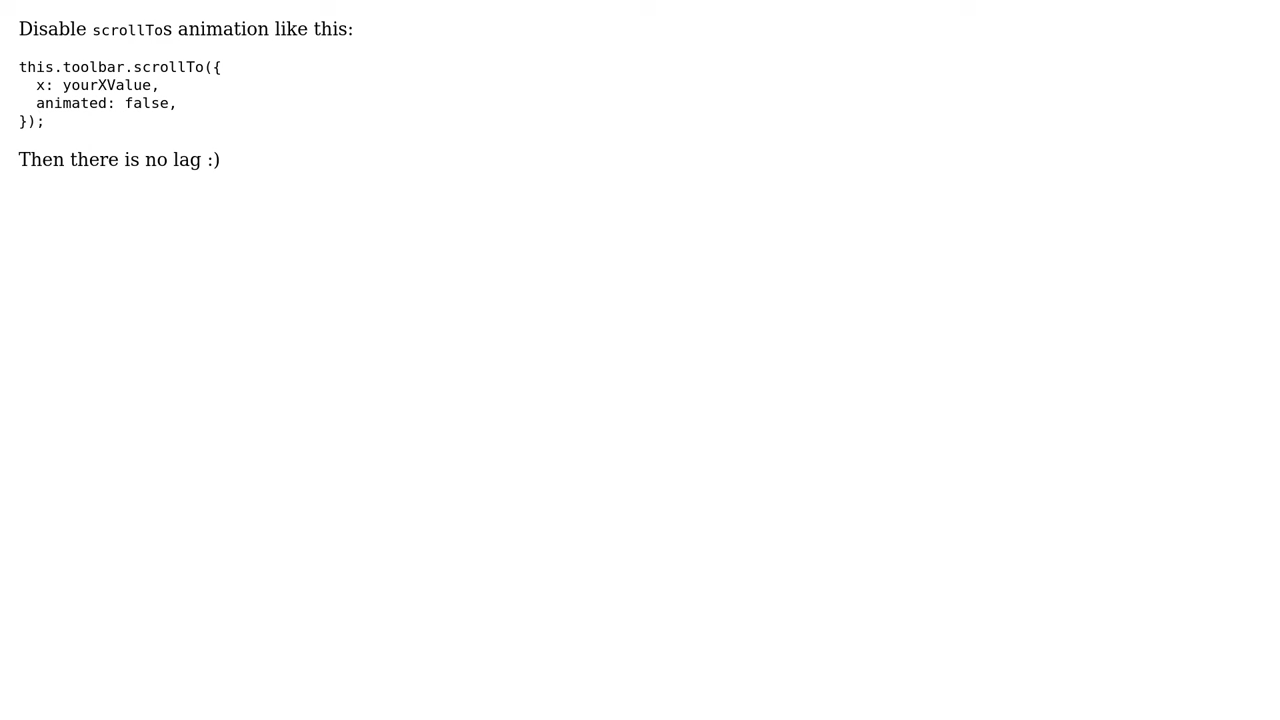 Disable scrollTos animation like this:
this.toolbar.scrollTo({
  x: yourXValue,
  animated: false,
});
Then there is no lag :)